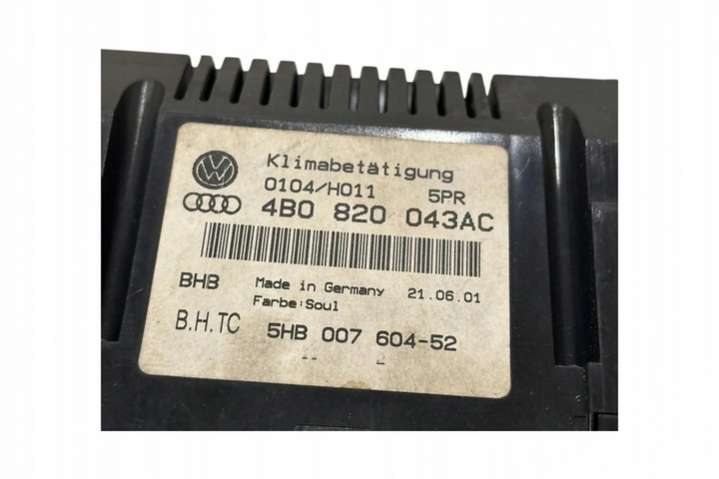 Klimabetätigung
0104/H011 5PR
4B0 820 043AC
BHB Made in Germany 21.06.01
Farbe:Soul
B.H.TC 5HB 007 604-52